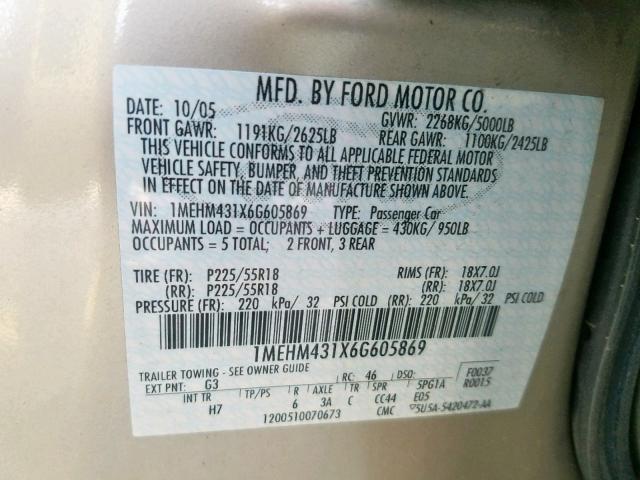 MFD. BY FORD MOTOR CO.
DATE: 10/05 GVWR: 2268KG/5000LB
FRONT GAWR: 1191KG/2625LB REAR GAWR: 1100KG/2425LB
THIS VEHICLE CONFORMS TO ALL APPLICABLE FEDERAL MOTOR
VEHICLE SAFETY, BUMPER, AND THEFT PREVENTION STANDARDS
IN EFFECT ON THE DATE OF MANUFACTURE SHOWN ABOVE.
VIN: 1MEHM431X6G605869 TYPE: Passenger Car
MAXIMUM LOAD = OCCUPANTS + LUGGAGE = 430KG/ 950LB
OCCUPANTS = 5 TOTAL; 2 FRONT, 3 REAR
TIRE (FR): P225/55R18 RIMS (FR): 18X7.0J
(RR): P225/55R18 (RR): 18X7.0J
PRESSURE (FR): 220 kPa/ 32 PSI COLD (RR): 220 kPa/ 32 PSI COLD
1MEHM431X6G605869
TRAILER TOWING - SEE OWNER GUIDE RC: 46 DSO: F0037
EXT PNT: G3 R0015
INT TR TP/PS R AXLE TR SPR SPG1A
H7 6 3A C CC44 E05
1200510070673 CMC 5U5A-5420472-AA